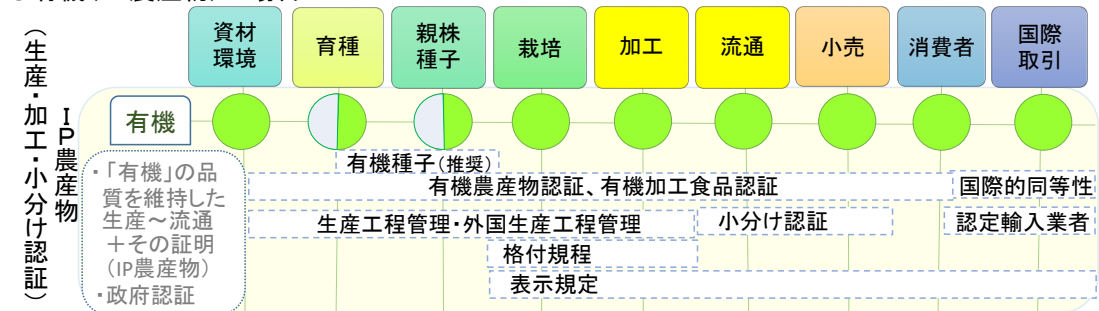 資材
環境
育種
親株
種子
栽培
加工
流通
小売
消費者
国際
取引
(生産・加工・小分け認証)
IP農産物
有機
・「有機」の品
質を維持した
生産～流通
＋その証明
（IP農産物）
・政府認証
有機種子(推奨)
有機農産物認証、有機加工食品認証
国際的同等性
生産工程管理・外国生産工程管理
小分け認証
認定輸入業者
格付規程
表示規定